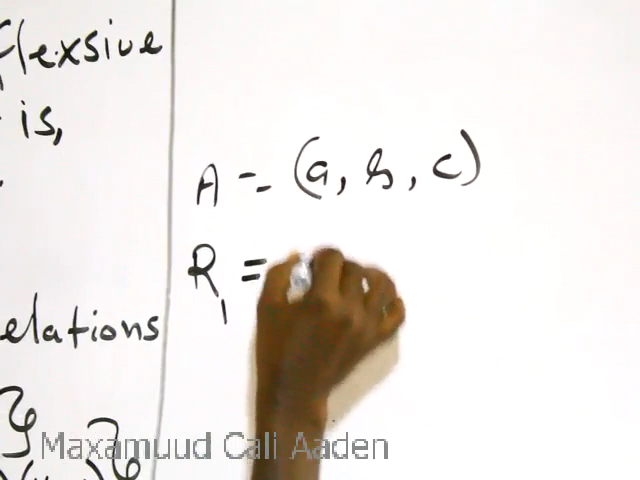 flexsive
is,
elations
A = (a, b, c)
R1 =
Maxamuud Cali Aaden